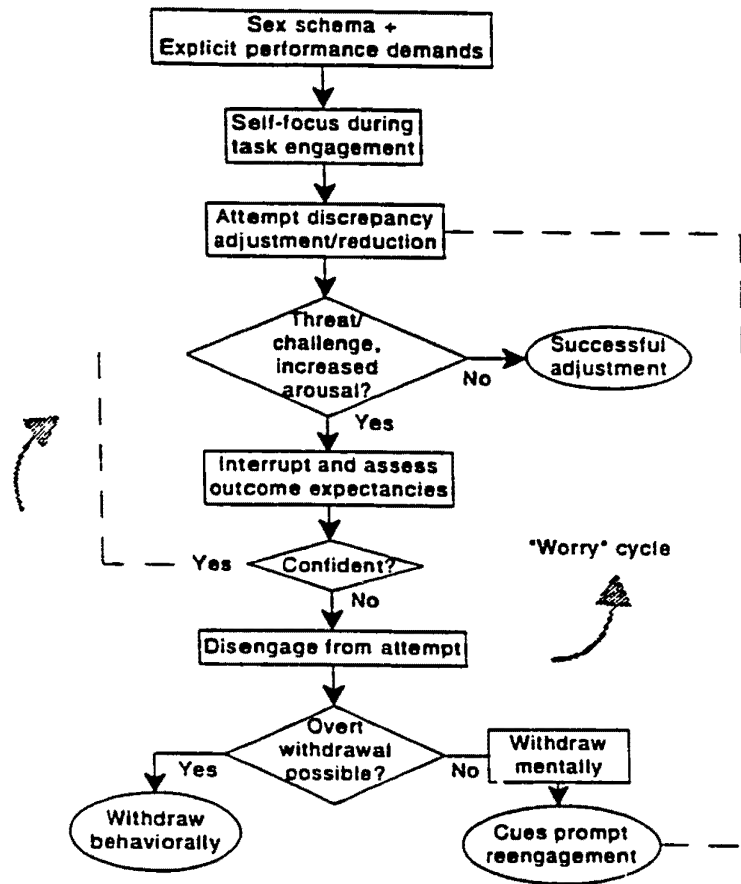 Sex schema +
Explicit performance demands
Self-focus during
task engagement
Attempt discrepancy
adjustment/reduction
Threat/
challenge,
increased
arousal?
No
Successful
adjustment
Yes
Interrupt and assess
outcome expectancies
Yes
Confident?
"Worry" cycle
No
Disengage from attempt
Overt
withdrawal
possible?
Yes
No
Withdraw
mentally
Withdraw
behaviorally
Cues prompt
reengagement